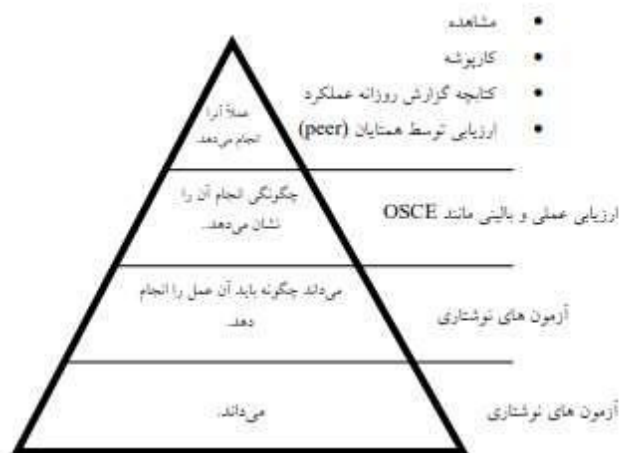 مشاهده
کارپوشه
کتابچه گزارش روزانه عملکرد
ارزیابی توسط همتایان (peer)
عملاً آنرا
انجام می‌دهد.
چگونگی انجام آن را
نشان می‌دهد.
ارزیابی عملی و بالینی مانند OSCE
می‌داند چگونه باید آن عمل را انجام
دهد.
آزمون های نوشتاری
می‌داند.
آزمون های نوشتاری